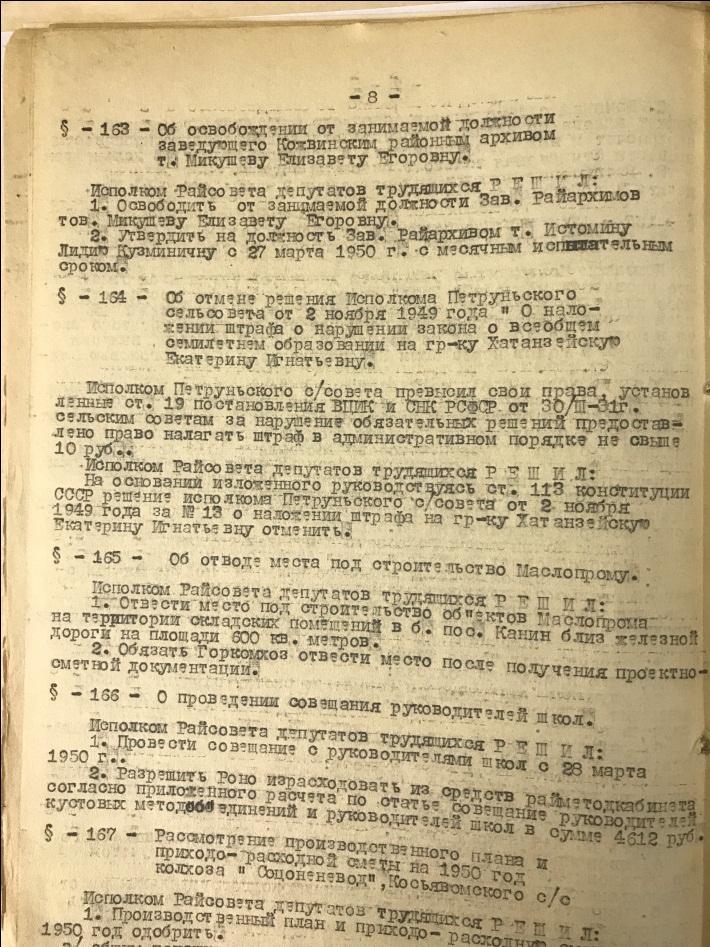 - 8 -
§ - 163 - Об освобождении от занимаемой должности
заведующего Кожвинским районным архивом
т. Микушеву Елизавету Егоровну.
Исполком Райсовета депутатов трудящихся Р Е Ш И Л:
1. Освободить от занимаемой должности Зав. Райархимов
тов. Микушеву Елизавету Егоровну.
2. Утвердить на должность Зав. Райархивом т. Истомину
Лидию Кузминичну с 27 марта 1950 г. с месячным испытательным
сроком.
§ - 164 - Об отмене решения Исполкома Петруньского
сельсовета от 2 ноября 1949 года " О нало-
жении штрафа о нарушении закона о всеобщем
семилетнем образовании на гр-ку Хатанзейскую
Екатерину Игнатьевну.
Исполком Петруньского с/совета превысил свои права, установ
ленные ст. 19 постановления ВЦИК и СНК РСФСР от 30/Ш-31г.
сельским советам за нарушение обязательных решений предостав-
лено право налагать штраф в административном порядке не свыше
10 руб..
Исполком Райсовета депутатов трудящихся Р Е Ш И Л:
На основании изложенного руководствуясь ст. 113 конституции
СССР решение исполкома Петруньского с/совета от 2 ноября
1949 года за № 13 о наложении штрафа на гр-ку Хатанзейскую
Екатерину Игнатьевну отменить.
§ - 165 - Об отводе места под строительство Маслопрому.
Исполком Райсовета депутатов трудящихся Р Е Ш И Л:
1. Отвести место под строительство об"ектов Маслопрома
на территории складских помещений в б. пос. Канин близ железной
дороги на площади 600 кв. метров.
2. Обязать Горкомхоз отвести место после получения проектно-
сметной документации.
§ - 166 - О проведении совещания руководителей школ.
Исполком Райсовета депутатов трудящихся Р Е Ш И Л:
1. Провести совещание с руководителями школ с 28 марта
1950 г..
2. Разрешить Роно израсходовать из средств райметодкабинета
согласно приложенного расчета по статье совещание руководителей
кустовых методоб"единений и руководителей школ в сумме 4612 руб.
§ - 167 - Рассмотрение производственного плана и
приходо- расходной сметы на 1950 год
колхоза " Соцоненевод", Косьявомского с/с
Исполком Райсовета депутатов трудящихся Р Е Ш И Л:
1. Производственный план и приходо- расходную
1950 год одобрить.